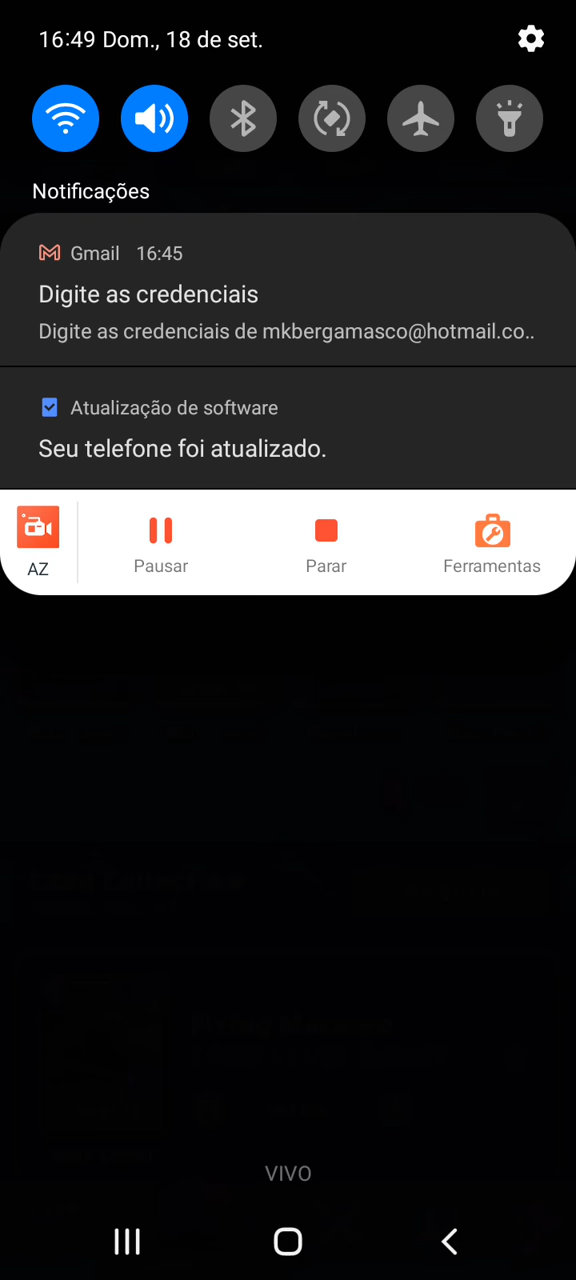 16:49 Dom., 18 de set.
Notificações
Gmail 16:45
Digite as credenciais
Digite as credenciais de mkbergamasco@hotmail.co..
Atualização de software
Seu telefone foi atualizado.
AZ
Pausar
Parar
Ferramentas
VIVO